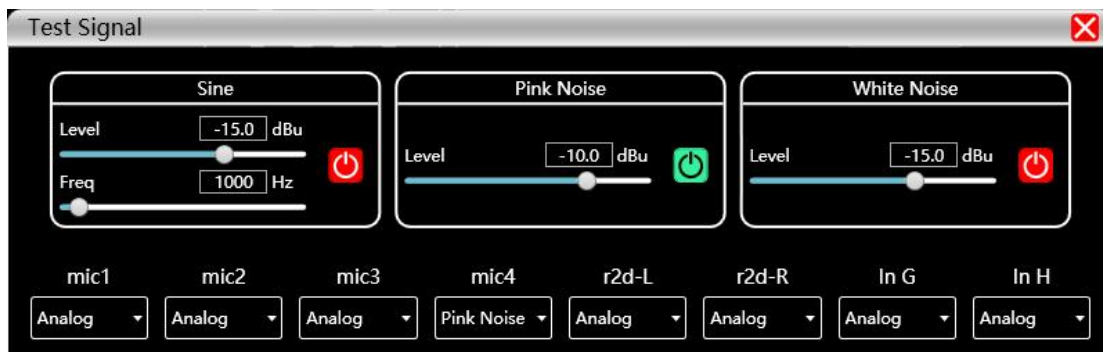 Test Signal
Sine
Level -15.0 dBu
Freq 1000 Hz
Pink Noise
Level -10.0 dBu
White Noise
Level -15.0 dBu
mic1 mic2 mic3 mic4 r2d-L r2d-R In G In H
Analog Analog Analog Pink Noise Analog Analog Analog Analog